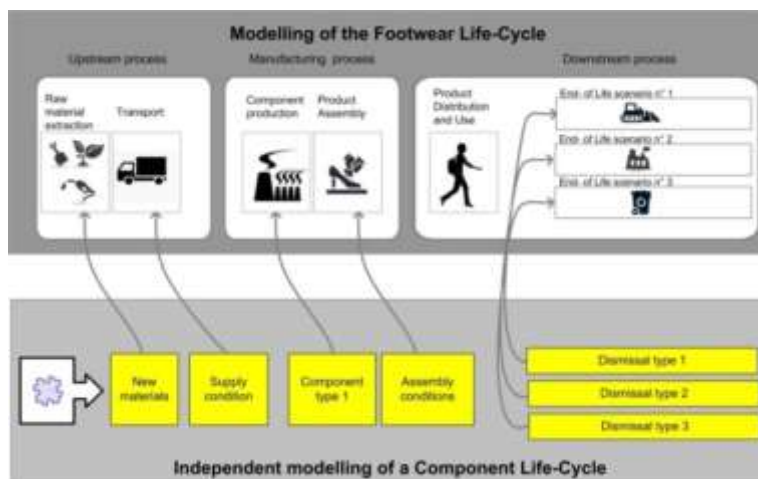 Modelling of the Footwear Life-Cycle
Upstream process
Manufacturing process
Downstream process
Raw
material
extraction
Transport
Component
production
Product
Assembly
Product
Distribution
and Use
End- of Life scenario n° 1
End- of Life scenario n° 2
End- of Life scenario n° 3
New
materials
Supply
condition
Component
type 1
Assembly
conditions
Dismissal type 1
Dismissal type 2
Dismissal type 3
Independent modelling of a Component Life-Cycle